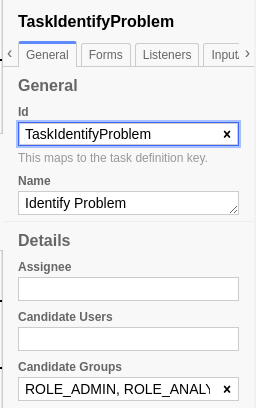 TaskIdentifyProblem
General Forms Listeners Input
General
Id
TaskIdentifyProblem
This maps to the task definition key.
Name
Identify Problem
Details
Assignee
Candidate Users
Candidate Groups
ROLE_ADMIN, ROLE_ANALY